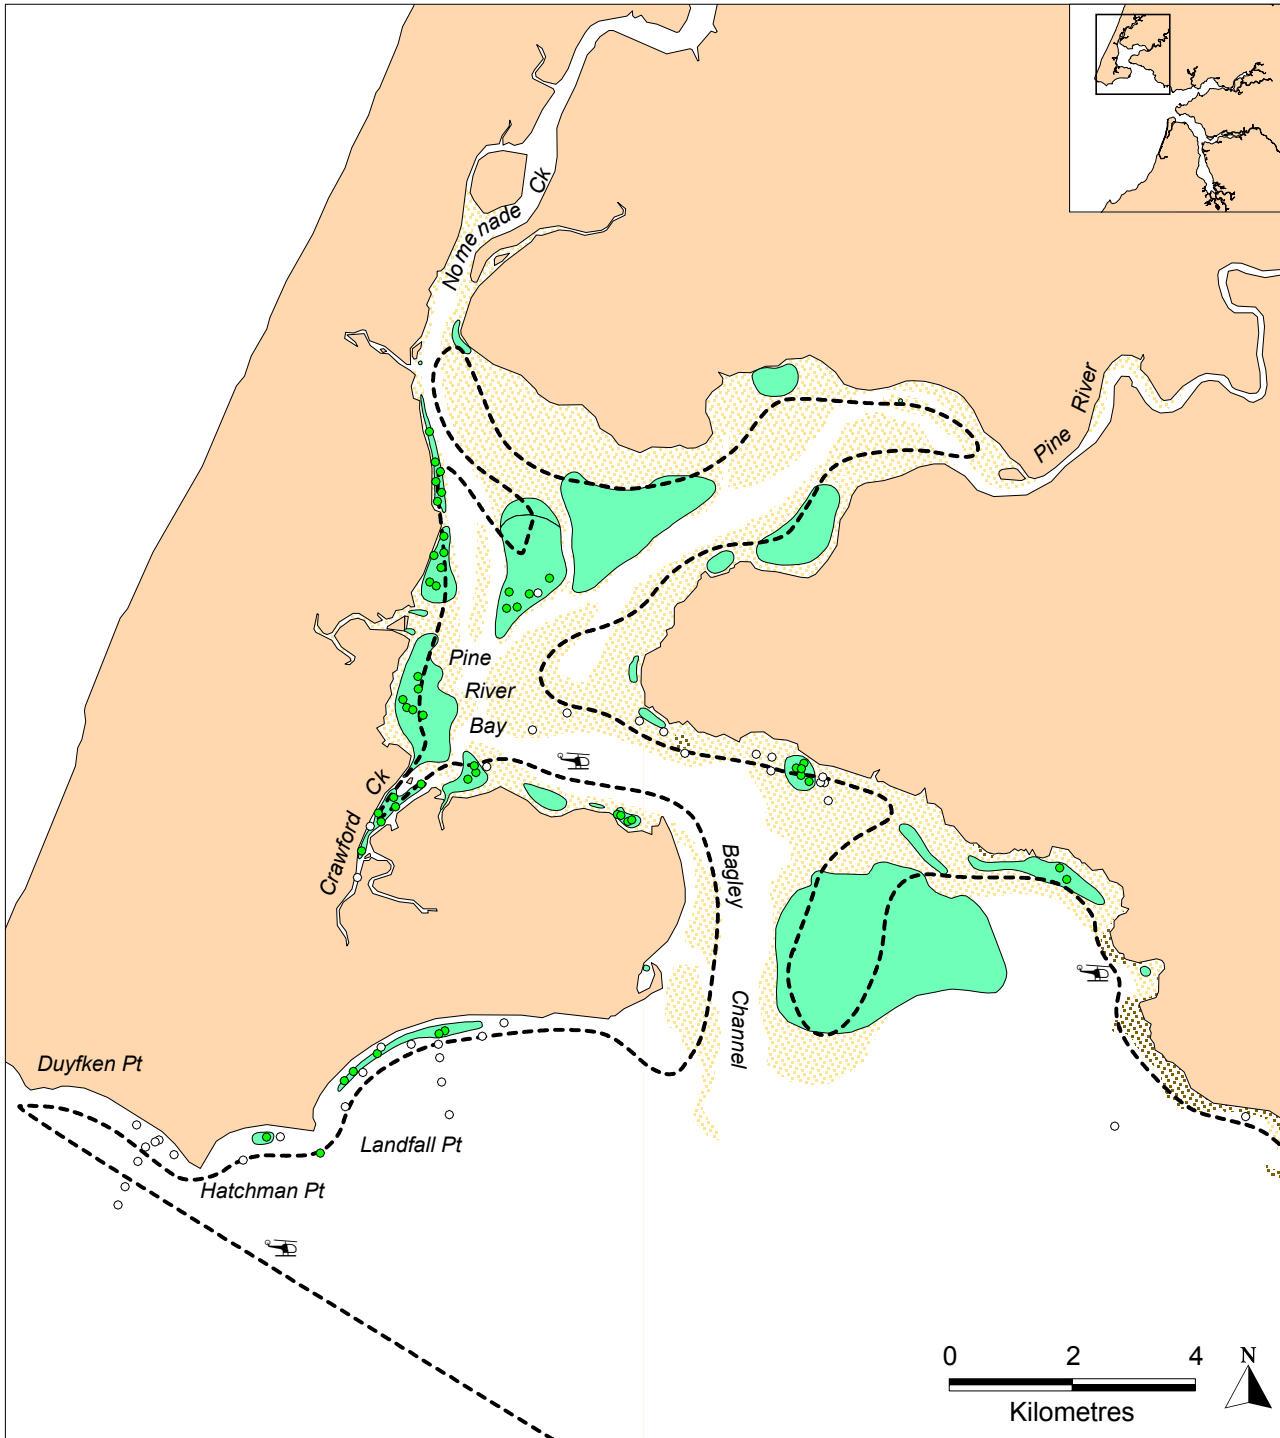 Nomenade Ck
Pine River
Pine
River
Bay
Crawford Ck
Bagley
Channel
Duyfken Pt
Landfall Pt
Hatchman Pt
0 2 4
Kilometres
N